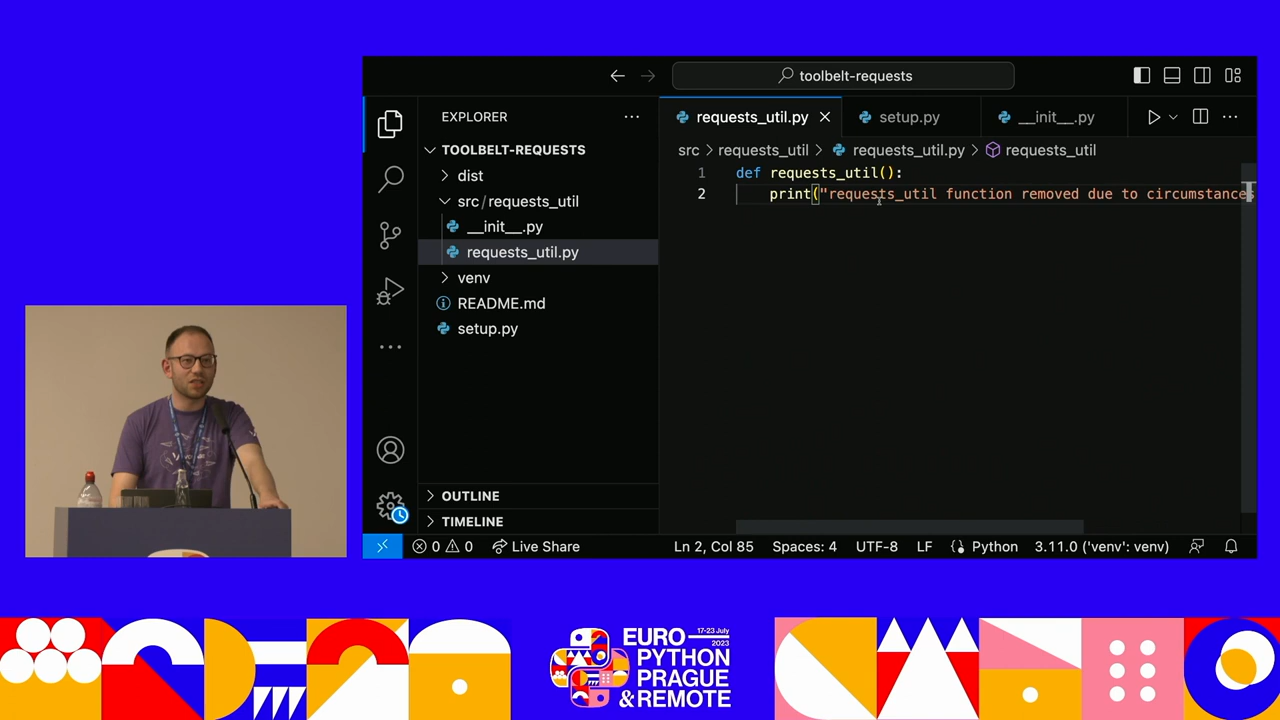 toolbelt-requests
EXPLORER
requests_util.py
setup.py
__init__.py
TOOLBELT-REQUESTS
src
requests_util
requests_util.py
requests_util
dist
1
def requests_util():
src/requests_util
2
print("requests_util function removed due to circumstances
__init__.py
requests_util.py
venv
README.md
setup.py
OUTLINE
TIMELINE
0
0
Live Share
Ln 2, Col 85
Spaces: 4
UTF-8
LF
Python
3.11.0 ('venv': venv)
17-23 July
2023
EURO
PYTHON
PRAGUE
&REMOTE